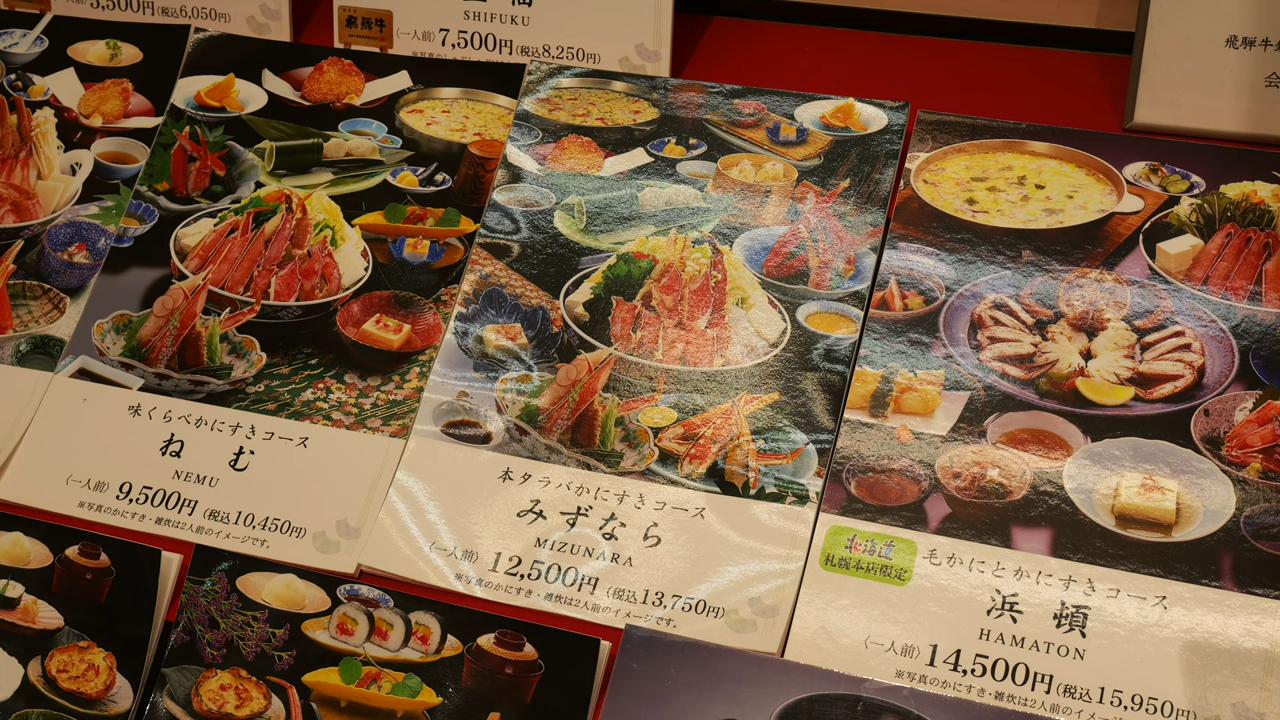 5,500円(税込6,050円)
飛騨牛
SHIFUKU
〈一人前〉7,500円(税込8,250円)
飛騨牛
会
味くらべかにすきコース
ねむ
NEMU
〈一人前〉9,500円(税込10,450円)
※写真のかにすき・雑炊は2人前のイメージです。
本タラバかにすきコース
みずなら
MIZUNARA
〈一人前〉12,500円(税込13,750円)
※写真のかにすき・雑炊は2人前のイメージです。
北海道
札幌本店限定
毛かにとかにすきコース
浜頓
HAMATON
〈一人前〉14,500円(税込15,950円)
※写真のかにすき・雑炊は2人前のイメージ